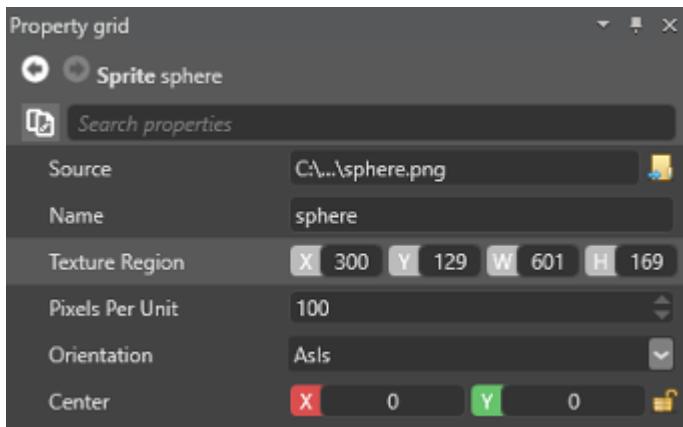 Property grid
Sprite sphere
Search properties
Source C:\...\sphere.png
Name sphere
Texture Region X 300 Y 129 W 601 H 169
Pixels Per Unit 100
Orientation AsIs
Center X 0 Y 0